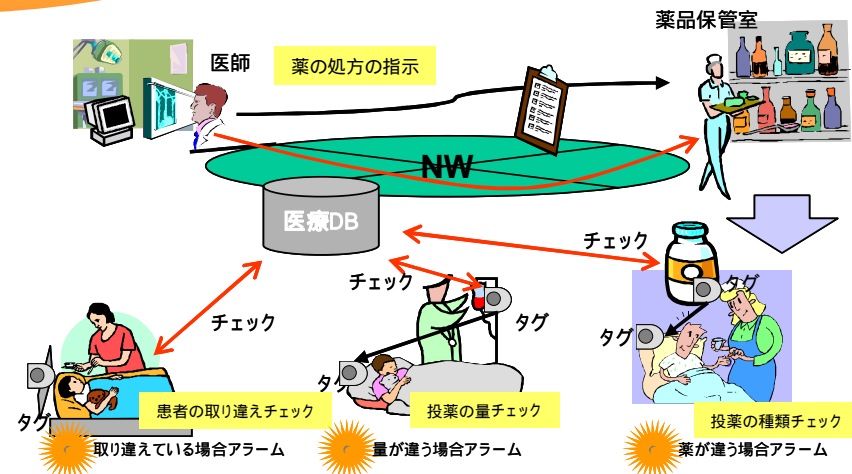 薬品保管室
医師
薬の処方の指示
NW
医療DB
チェック
チェック
チェック
タグ
タグ
タグ
タグ
タグ
患者の取り違えチェック
投薬の量チェック
投薬の種類チェック
取り違えている場合アラーム
量が違う場合アラーム
薬が違う場合アラーム